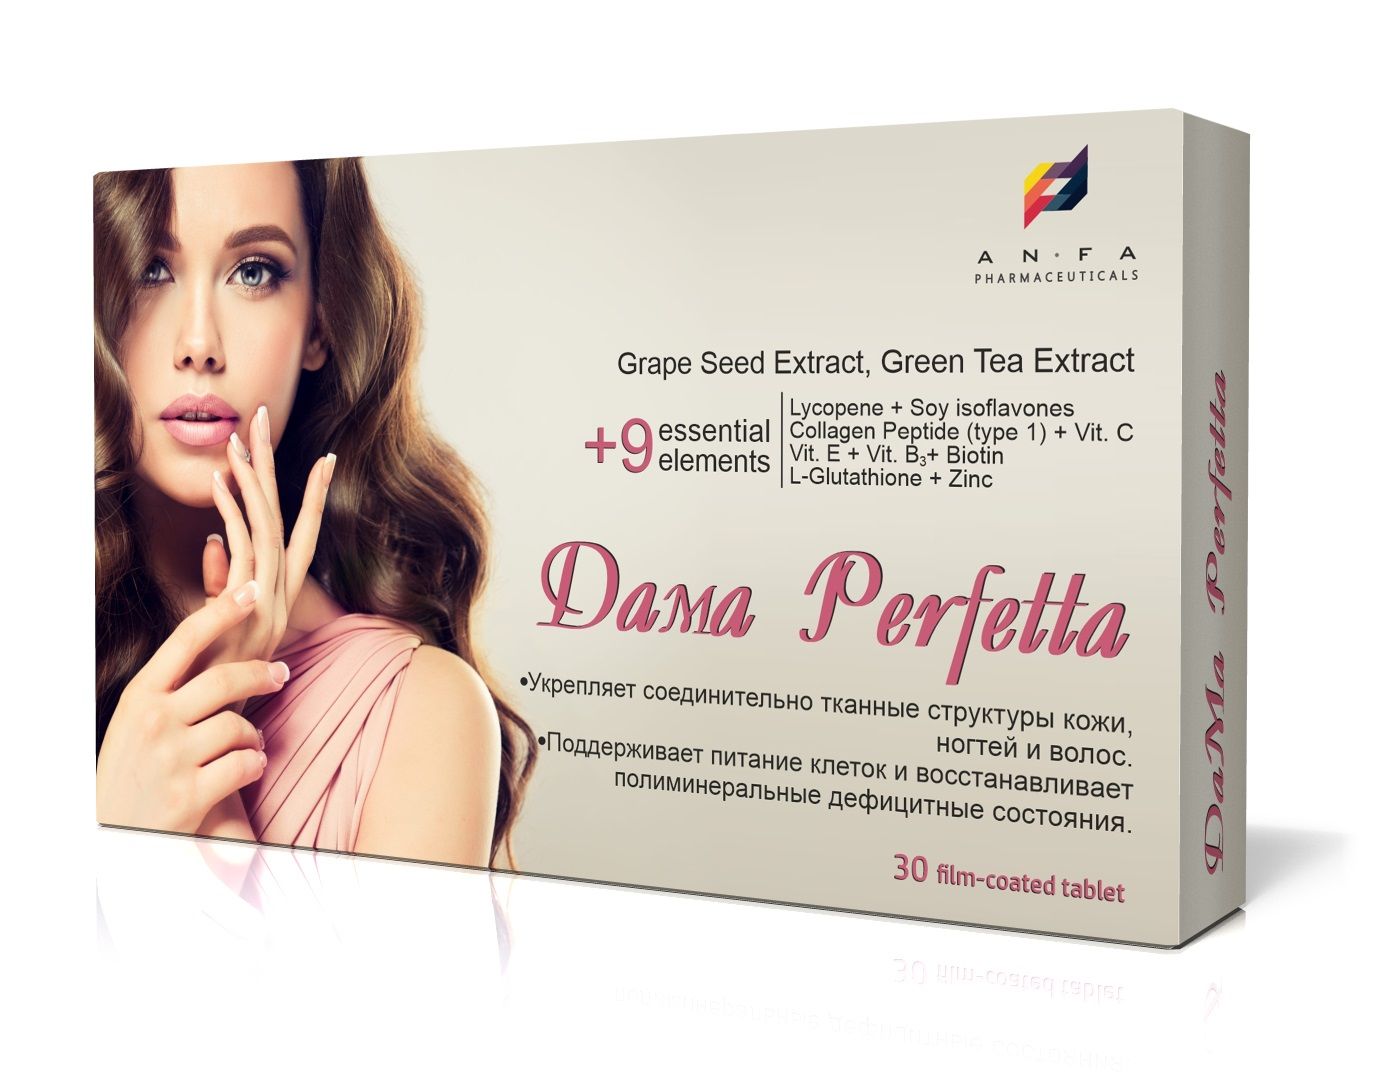 AN·FA
PHARMACEUTICALS
Grape Seed Extract, Green Tea Extract
+9 essential
elements
Lycopene + Soy isoflavones
Collagen Peptide (type 1) + Vit. C
Vit. E + Vit. B₃+ Biotin
L-Glutathione + Zinc
Дама Perfetta
•Укрепляет соединительно тканные структуры кожи,
ногтей и волос.
•Поддерживает питание клеток и восстанавливает
полиминеральные дефицитные состояния.
30 film-coated tablet
ДаМа Perfetta